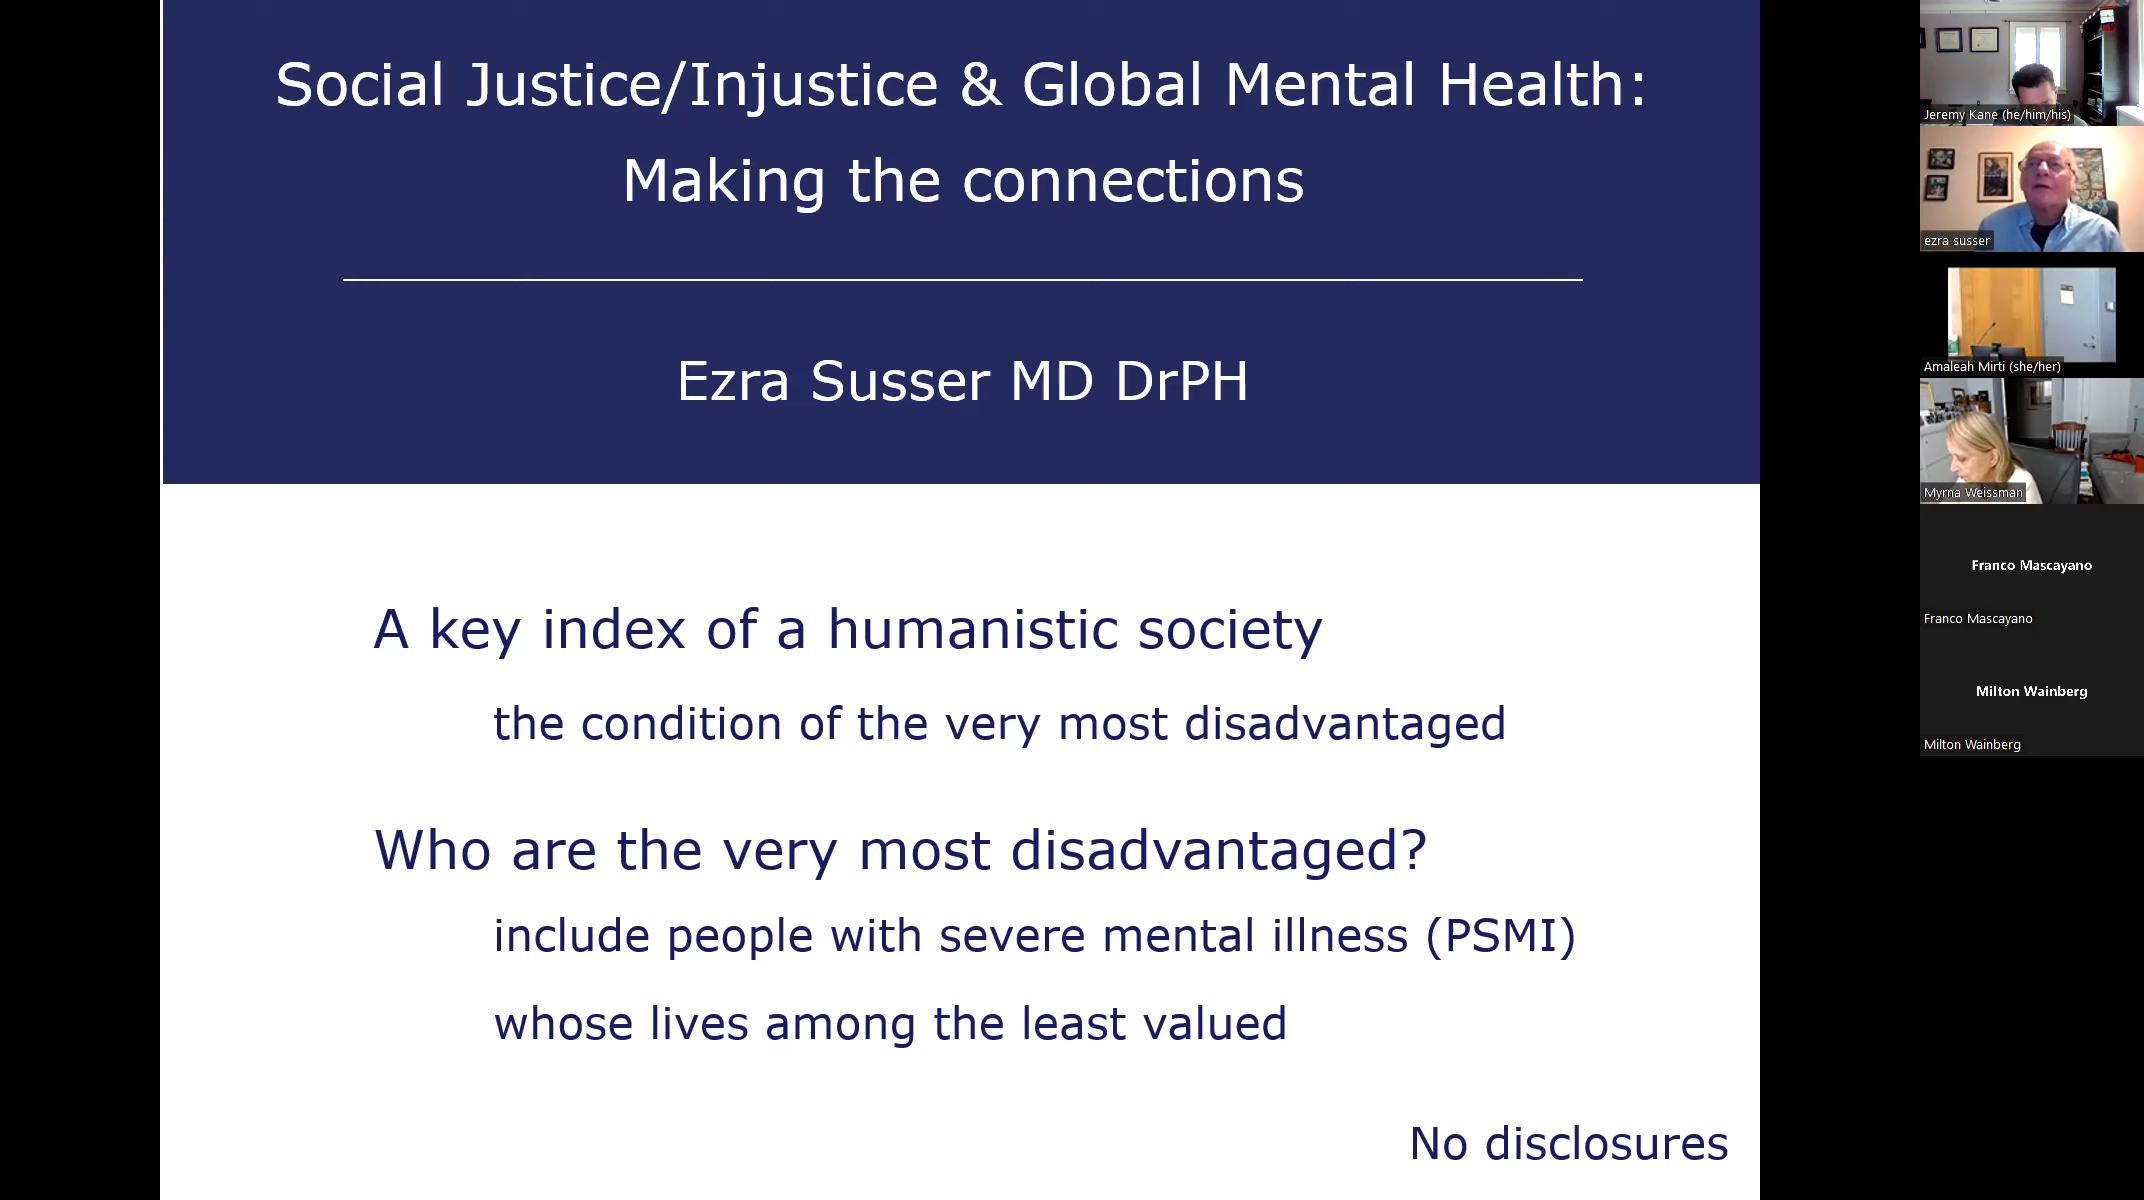 Social Justice/Injustice & Global Mental Health:
Making the connections
Ezra Susser MD DrPH
A key index of a humanistic society
the condition of the very most disadvantaged
Who are the very most disadvantaged?
include people with severe mental illness (PSMI)
whose lives among the least valued
No disclosures
Jeremy Kane (he/him/his)
ezra susser
Amaleah Mirti (she/her)
Myrna Weissman
Franco Mascayano
Franco Mascayano
Milton Wainberg
Milton Wainberg